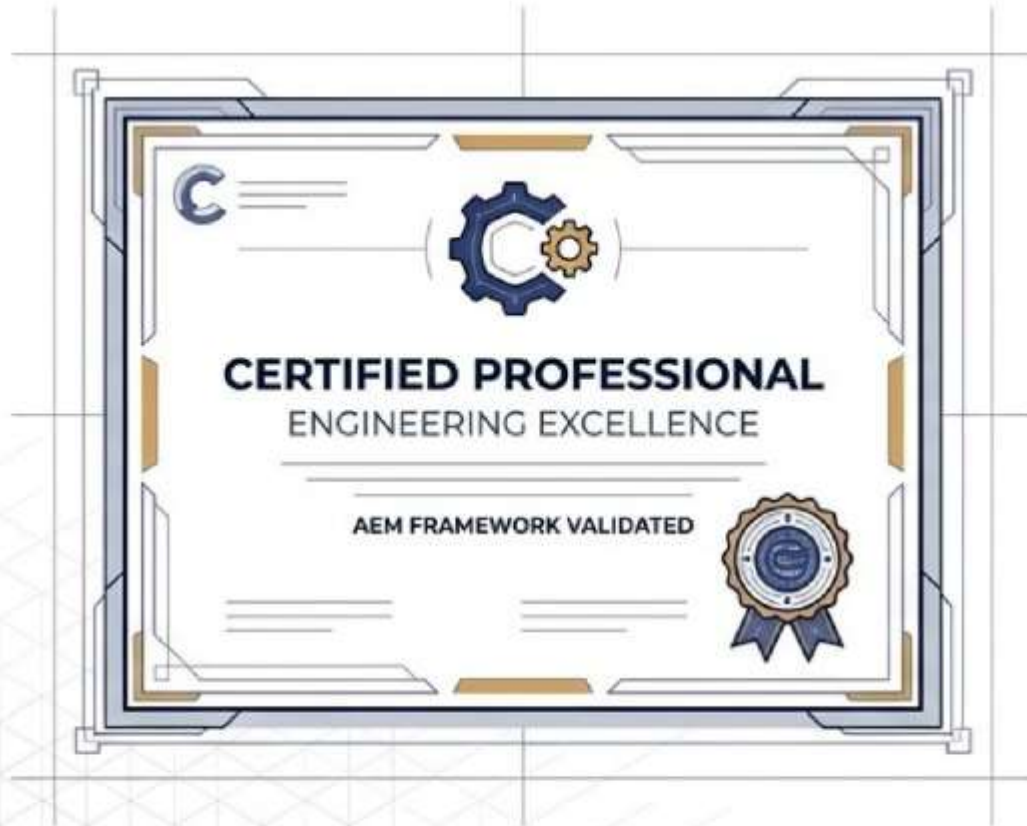 CERTIFIED PROFESSIONAL
ENGINEERING EXCELLENCE
AEM FRAMEWORK VALIDATED